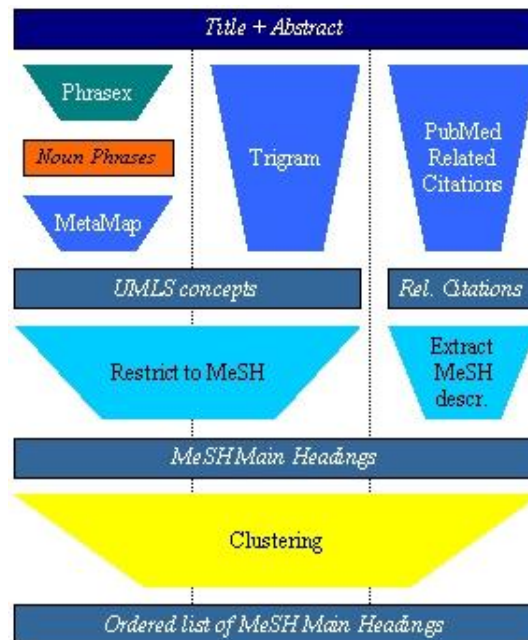 Title + Abstract
Phrasex
Noun Phrases
MetaMap
Trigram
PubMed
Related
Citations
UMLS concepts
Rel. Citations
Restrict to MeSH
Extract
MeSH
descr.
MeSH Main Headings
Clustering
Ordered list of MeSH Main Headings